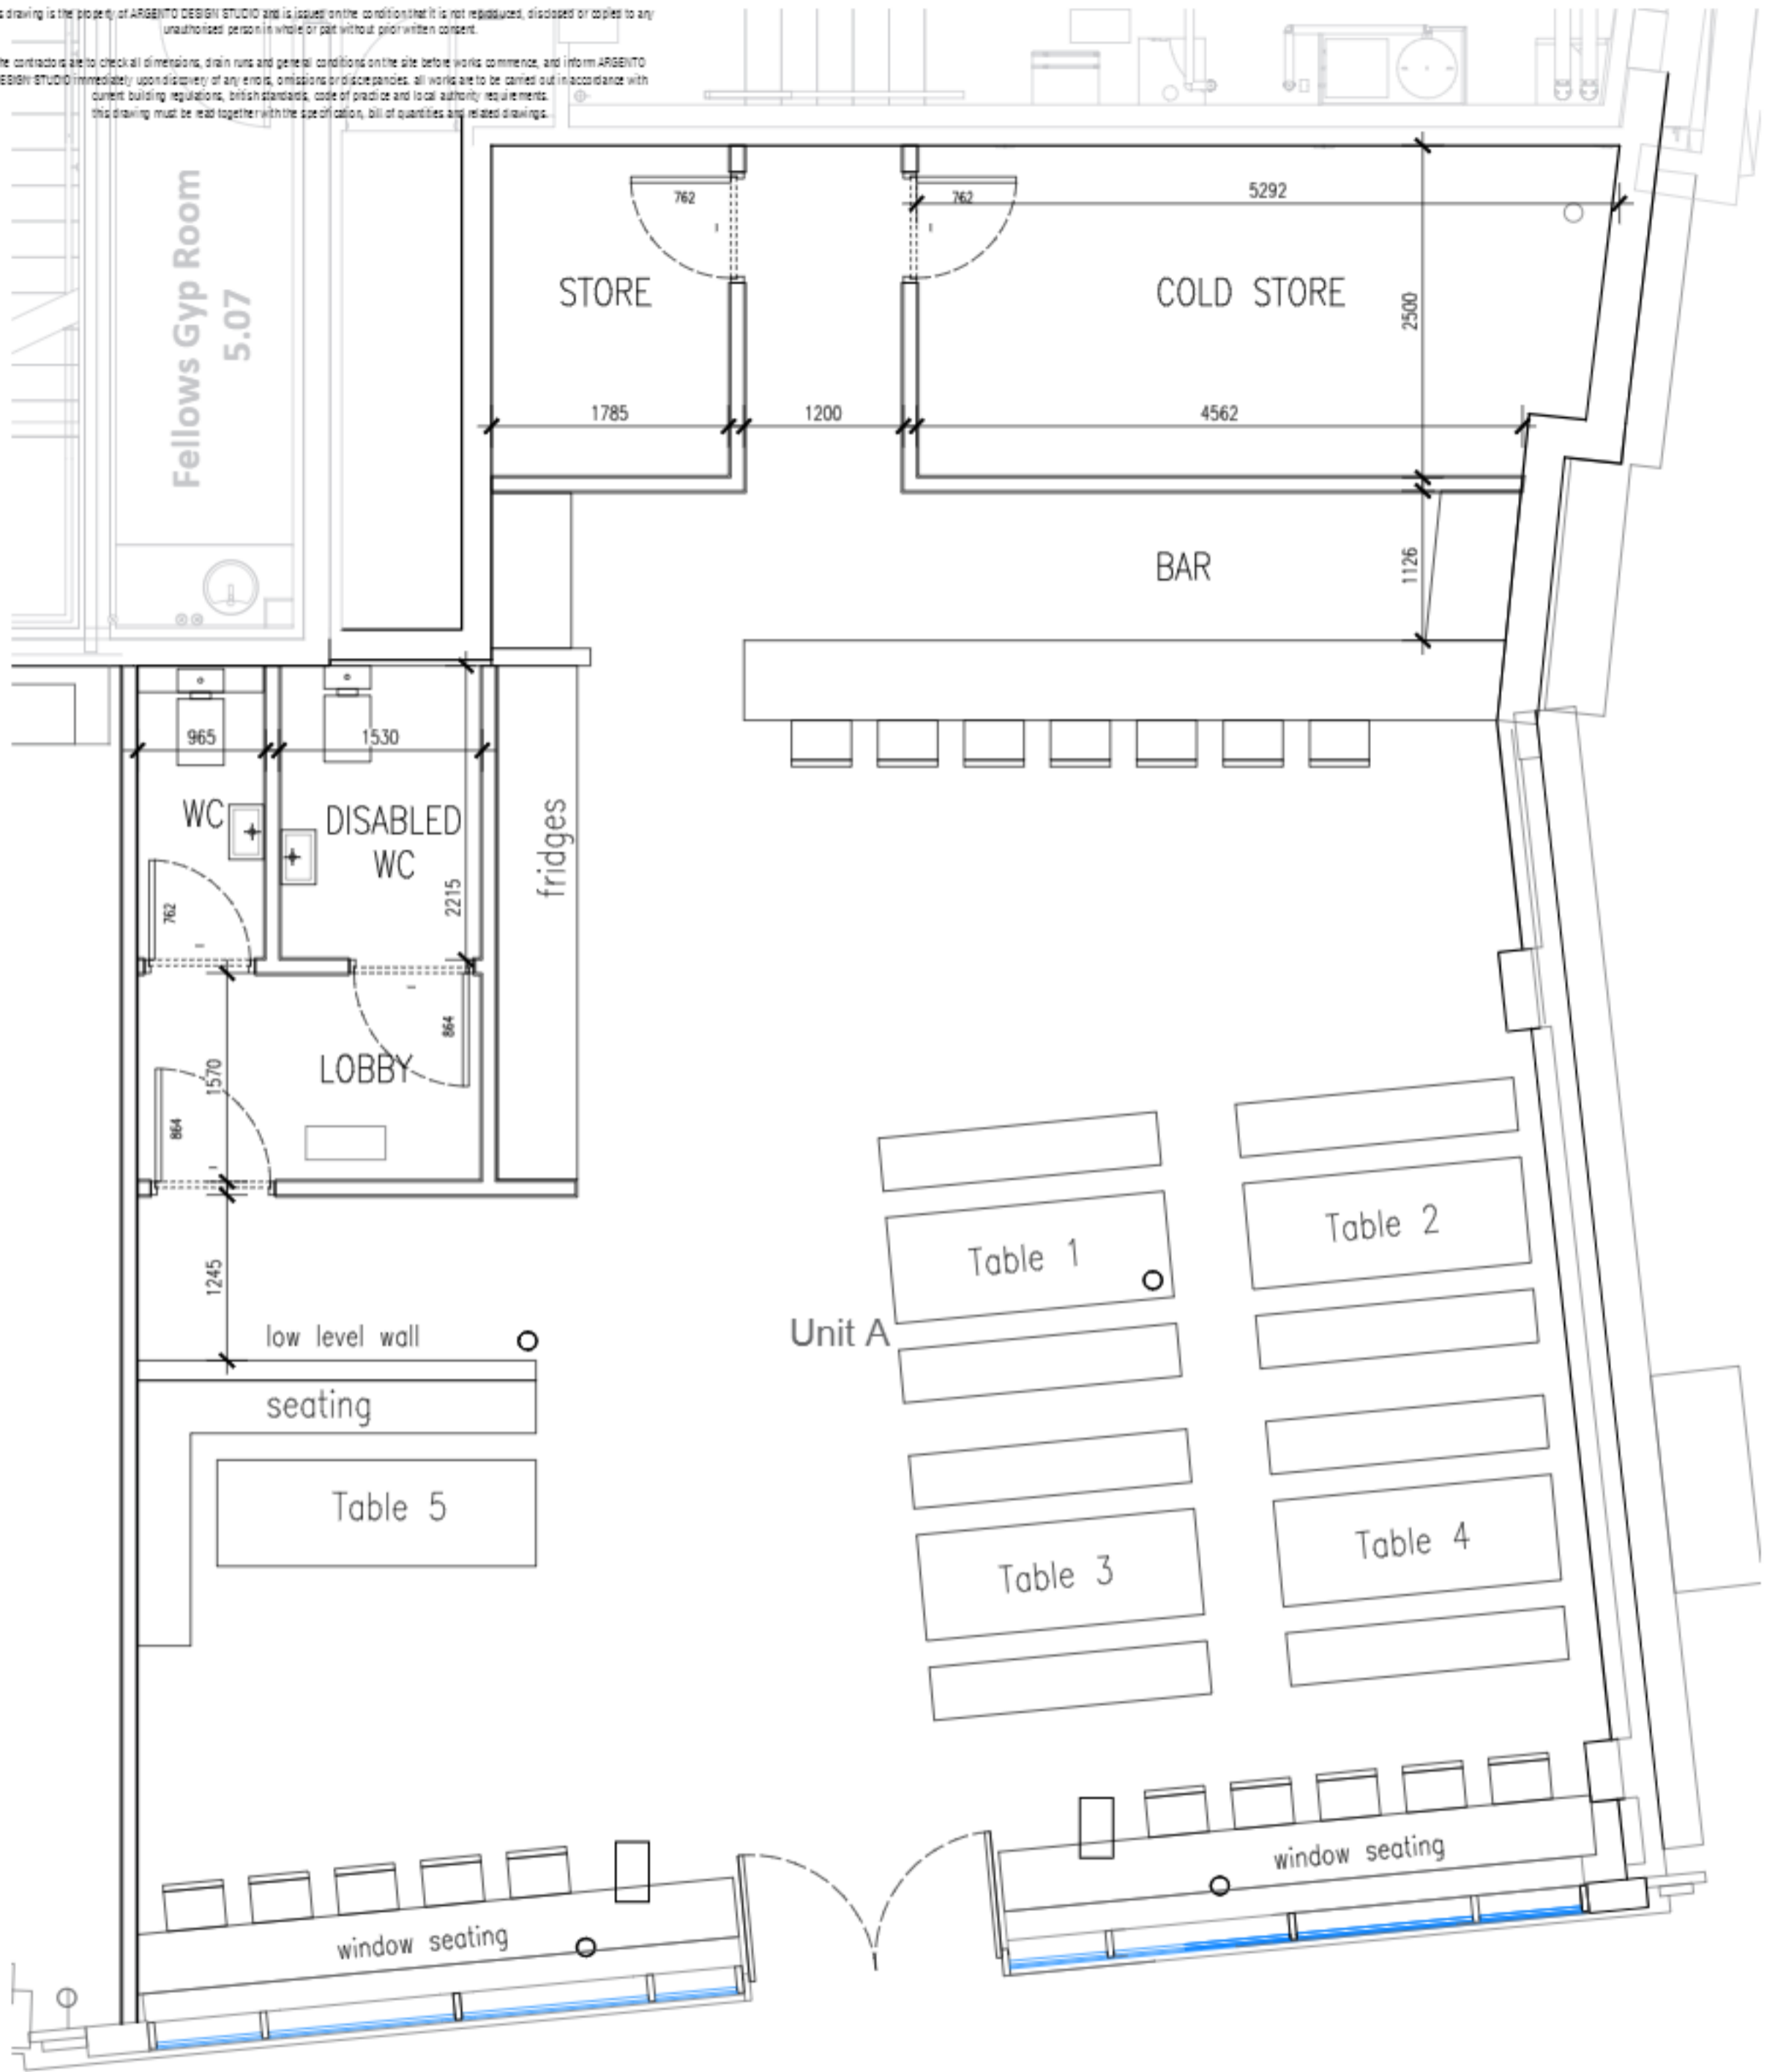 s drawing is the property of ARGENTO DESIGN STUDIO and is issued on the condition that it is not reproduced, disclosed or copied to any
unauthorised person in whole or part without prior written consent.
he contractors are to check all dimensions, drain runs and general conditions on the site before works commence, and inform ARGENTO
ESIGN STUDIO immediately upon discovery of any errors, omissions or discrepancies. all works are to be carried out in accordance with
current building regulations, british standards, code of practice and local authority requirements.
this drawing must be read together with the specification, bill of quantities and related drawings.
Fellows Gyp Room
5.07
762
762
5292
STORE
COLD STORE
2500
1785
1200
4562
BAR
1126
965
1530
WC
DISABLED
WC
fridges
2215
762
864
LOBBY
1570
864
1245
Table 1
Table 2
Unit A
low level wall
seating
Table 5
Table 3
Table 4
window seating
window seating